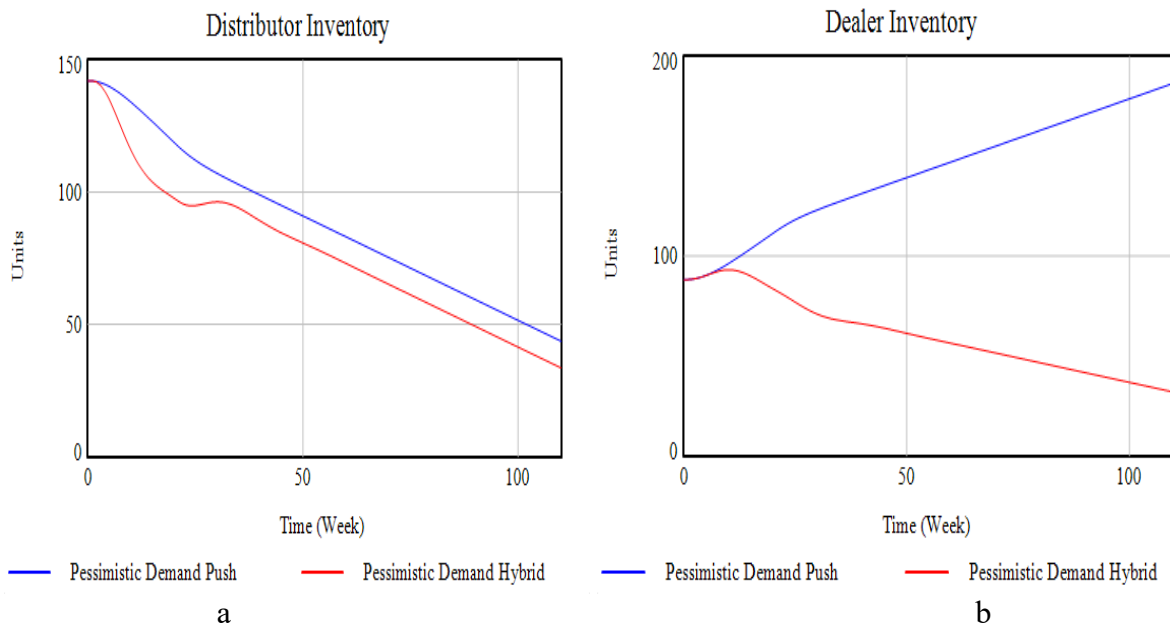 Distributor Inventory
150
100
50
0
Units
0 50 100
Time (Week)
Pessimistic Demand Push Pessimistic Demand Hybrid
a
Dealer Inventory
200
100
0
Units
0 50 100
Time (Week)
Pessimistic Demand Push Pessimistic Demand Hybrid
b